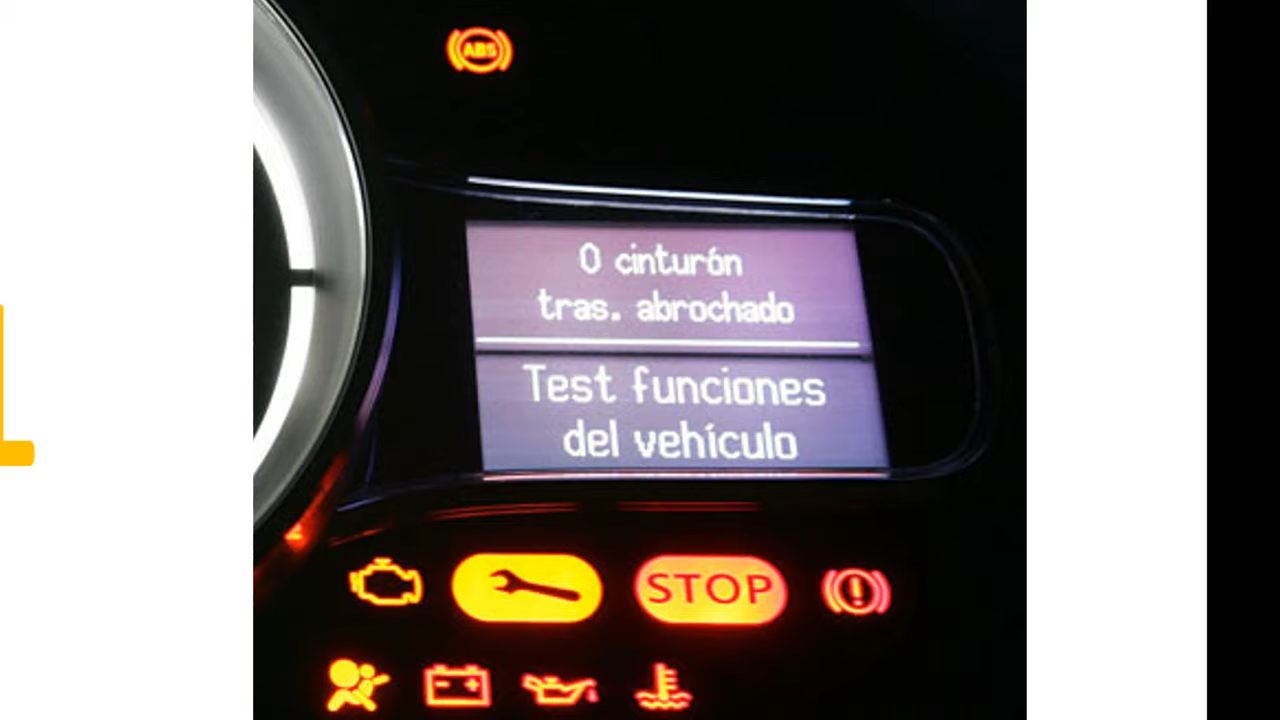 ABS
0 cinturón
tras. abrochado
Test funciones
del vehículo
STOP